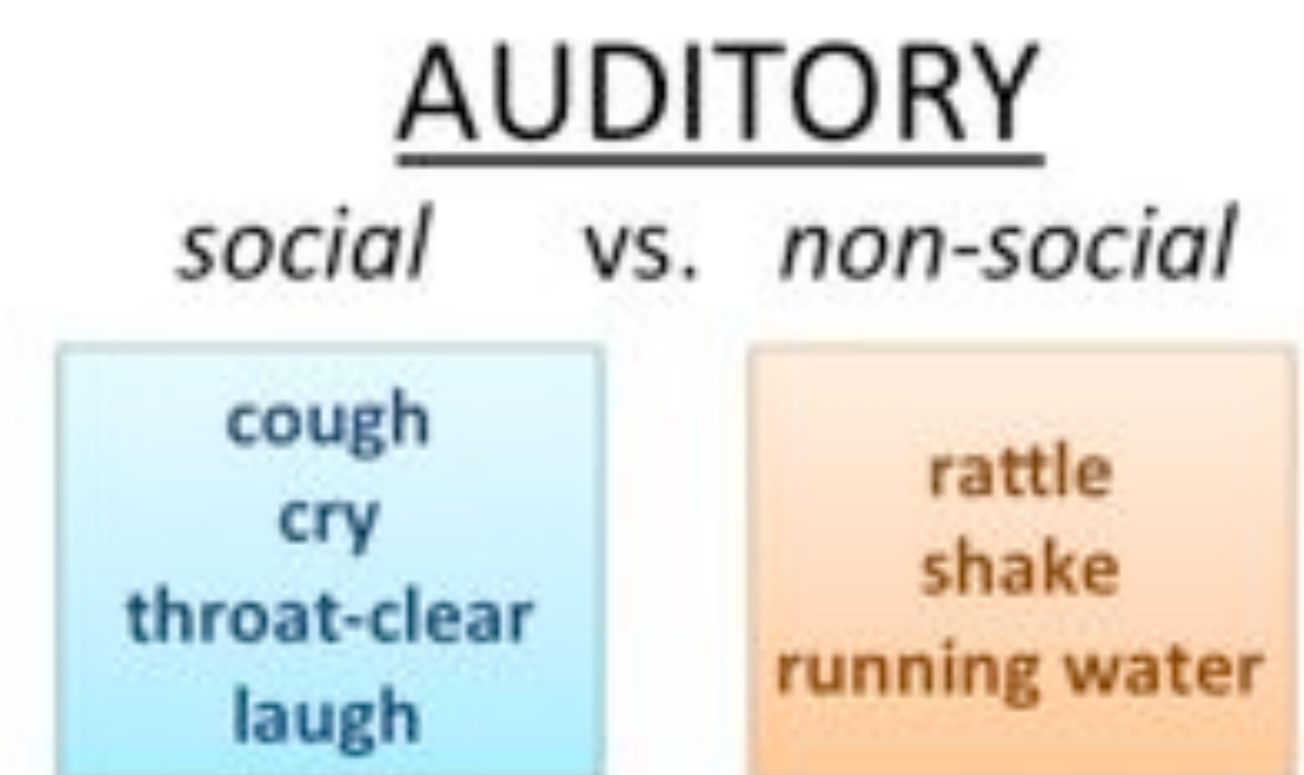 AUDITORY
social vs. non-social
cough
cry
throat-clear
laugh
rattle
shake
running water